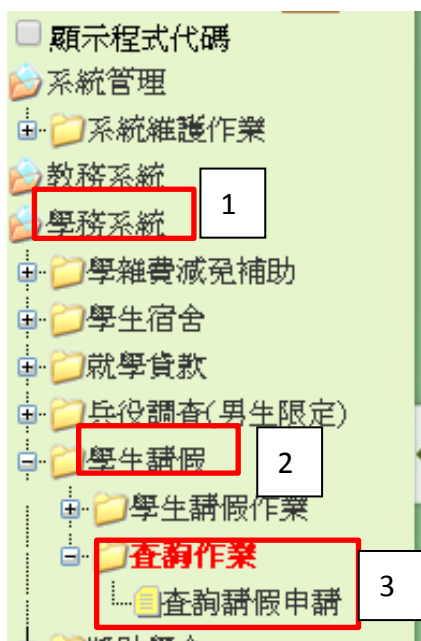 顯示程式代碼
系統管理
系統維護作業
教務系統
1
學務系統
學雜費減免補助
學生宿舍
就學貸款
兵役調查(男生限定)
學生請假
2
學生請假作業
查詢作業
3
查詢請假申請